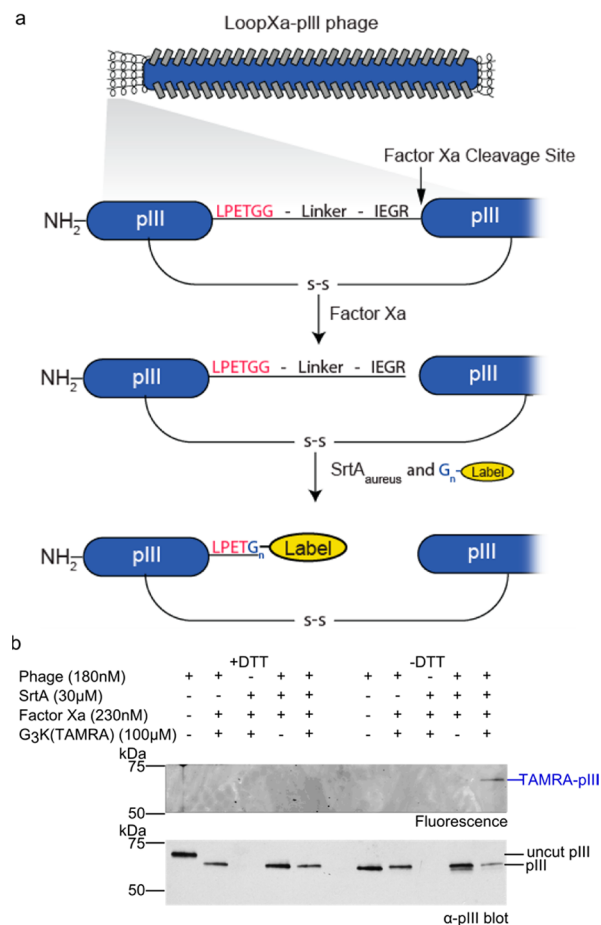 a
LoopXa-pIII phage
Factor Xa Cleavage Site
NH2 pIII LPETGG - Linker - IEGR pIII
s-s
Factor Xa
NH2 pIII LPETGG - Linker - IEGR pIII
s-s
SrtAaureus and Gn Label
NH2 pIII LPETGn Label pIII
s-s
b
+DTT -DTT
Phage (180nM) + + - + + + + - + +
SrtA (30µM) - - + + + - - + + +
Factor Xa (230nM) - + + + + - + + + +
G3K(TAMRA) (100µM) - + + - + - + + - +
kDa
75
TAMRA-pIII
50
Fluorescence
kDa
75
uncut pIII
pIII
50
α-pIII blot